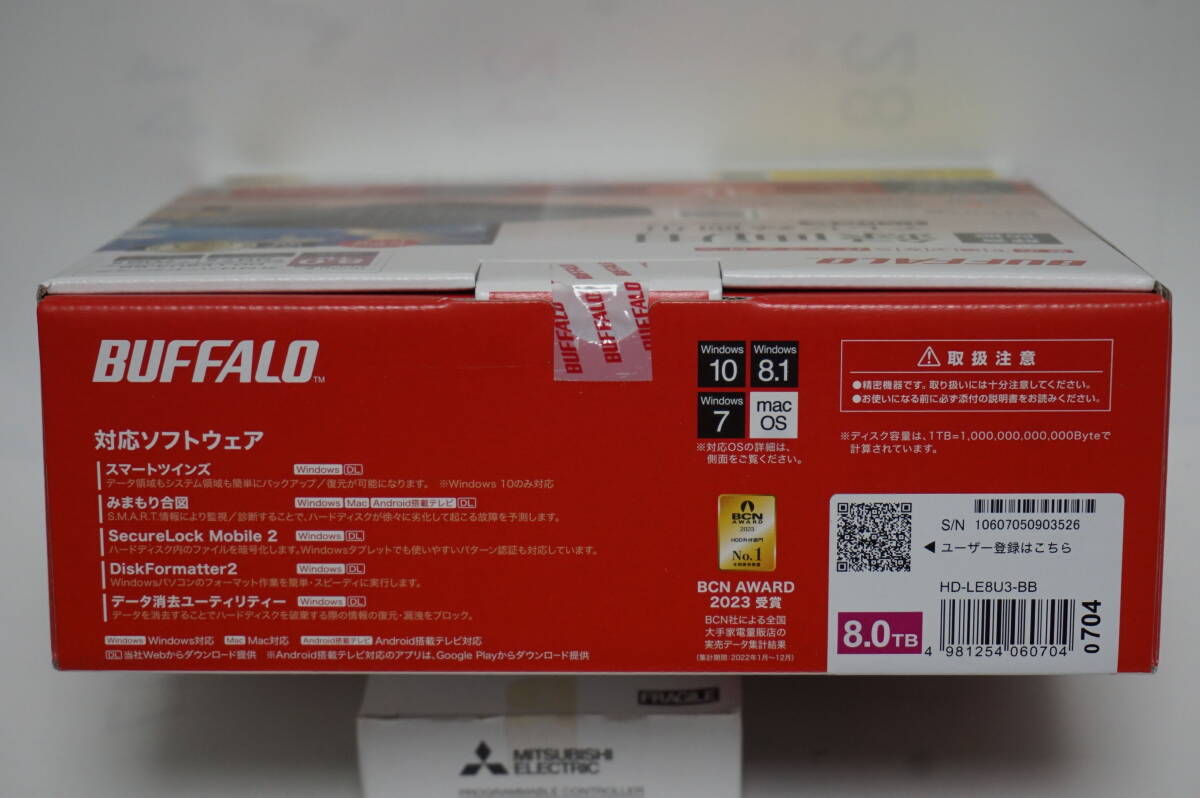 BUFFALO
BUFFALO
BUFFALO
BUFFALO
BUFFALO™
対応ソフトウェア
スマートツインズ Windows DL
データ領域もシステム領域も簡単にバックアップ/復元が可能になります。 ※Windows 10のみ対応
みまもり合図 Windows Mac Android搭載テレビ DL
S.M.A.R.T.情報により監視/診断することで、ハードディスクが徐々に劣化して起こる故障を予測します。
SecureLock Mobile 2 Windows DL
ハードディスク内のファイルを暗号化します。Windowsタブレットでも使いやすいパターン認証も対応しています。
DiskFormatter2 Windows DL
Windowsパソコンのフォーマット作業を簡単・スピーディに実行します。
データ消去ユーティリティー Windows DL
データを消去することでハードディスクを破棄する際の情報の復元・漏洩をブロック。
Windows Windows対応 Mac Mac対応 Android搭載テレビ Android搭載テレビ対応
DL 当社Webからダウンロード提供 ※Android搭載テレビ対応のアプリは、Google Playからダウンロード提供
Windows 10
Windows 8.1
Windows 7
mac OS
※対応OSの詳細は、
側面をご覧ください。
BCN
AWARD
2023
HDD外付部門
No.1
BCN AWARD
2023 受賞
BCN社による全国
大手家電量販店の
実売データ集計結果
(集計期間:2022年1月~12月)
取扱注意
●精密機器です。取り扱いには十分注意してください。
●お使いになる前に必ず添付の説明書をお読みください。
※ディスク容量は、1TB=1,000,000,000,000Byteで
計算されています。
S/N 10607050903526
◀ ユーザー登録はこちら
HD-LE8U3-BB
8.0TB
4 981254 060704
0704
FRAGILE
MITSUBISHI
ELECTRIC
PROGRAMMABLE CONTROLLER